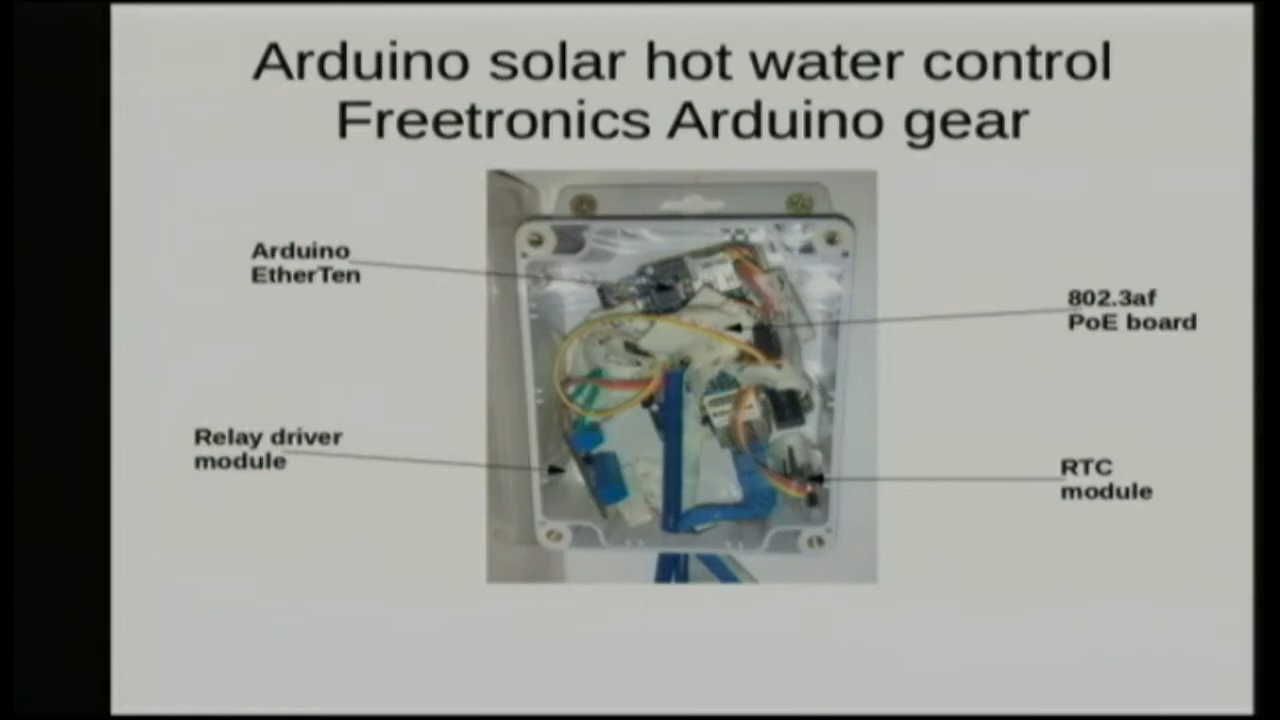 Arduino solar hot water control
Freetronics Arduino gear
Arduino
EtherTen
802.3af
PoE board
Relay driver
module
RTC
module